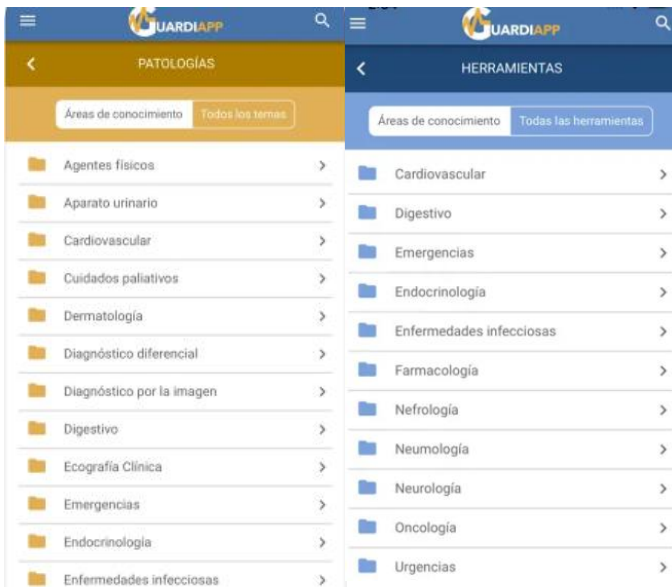 GUARDIAPP
PATOLOGÍAS
Áreas de conocimiento
Todos los temas
Agentes físicos
Aparato urinario
Cardiovascular
Cuidados paliativos
Dermatología
Diagnóstico diferencial
Diagnóstico por la imagen
Digestivo
Ecografía Clínica
Emergencias
Endocrinologia
Enfermedades infecciosas
GUARDIAPP
HERRAMIENTAS
Áreas de conocimiento
Todas las herramientas
Cardiovascular
Digestivo
Emergencias
Endocrinología
Enfermedades infecciosas
Farmacología
Nefrología
Neumología
Neurología
Oncología
Urgencias